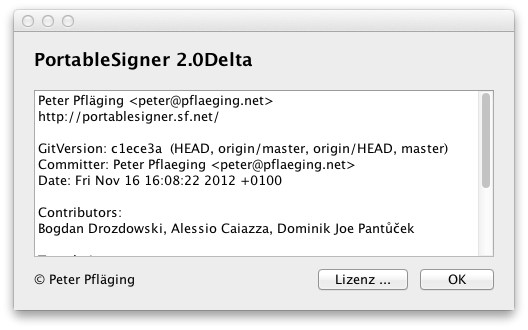 PortableSigner 2.0Delta
Peter Pfläging <peter@pflaeging.net>
http://portablesigner.sf.net/
GitVersion: c1ece3a  (HEAD, origin/master, origin/HEAD, master)
Committer: Peter Pflaeging <peter@pflaeging.net>
Date: Fri Nov 16 16:08:22 2012 +0100
Contributors:
Bogdan Drozdowski, Alessio Caiazza, Dominik Joe Pantůček
© Peter Pfläging
Lizenz ...
OK